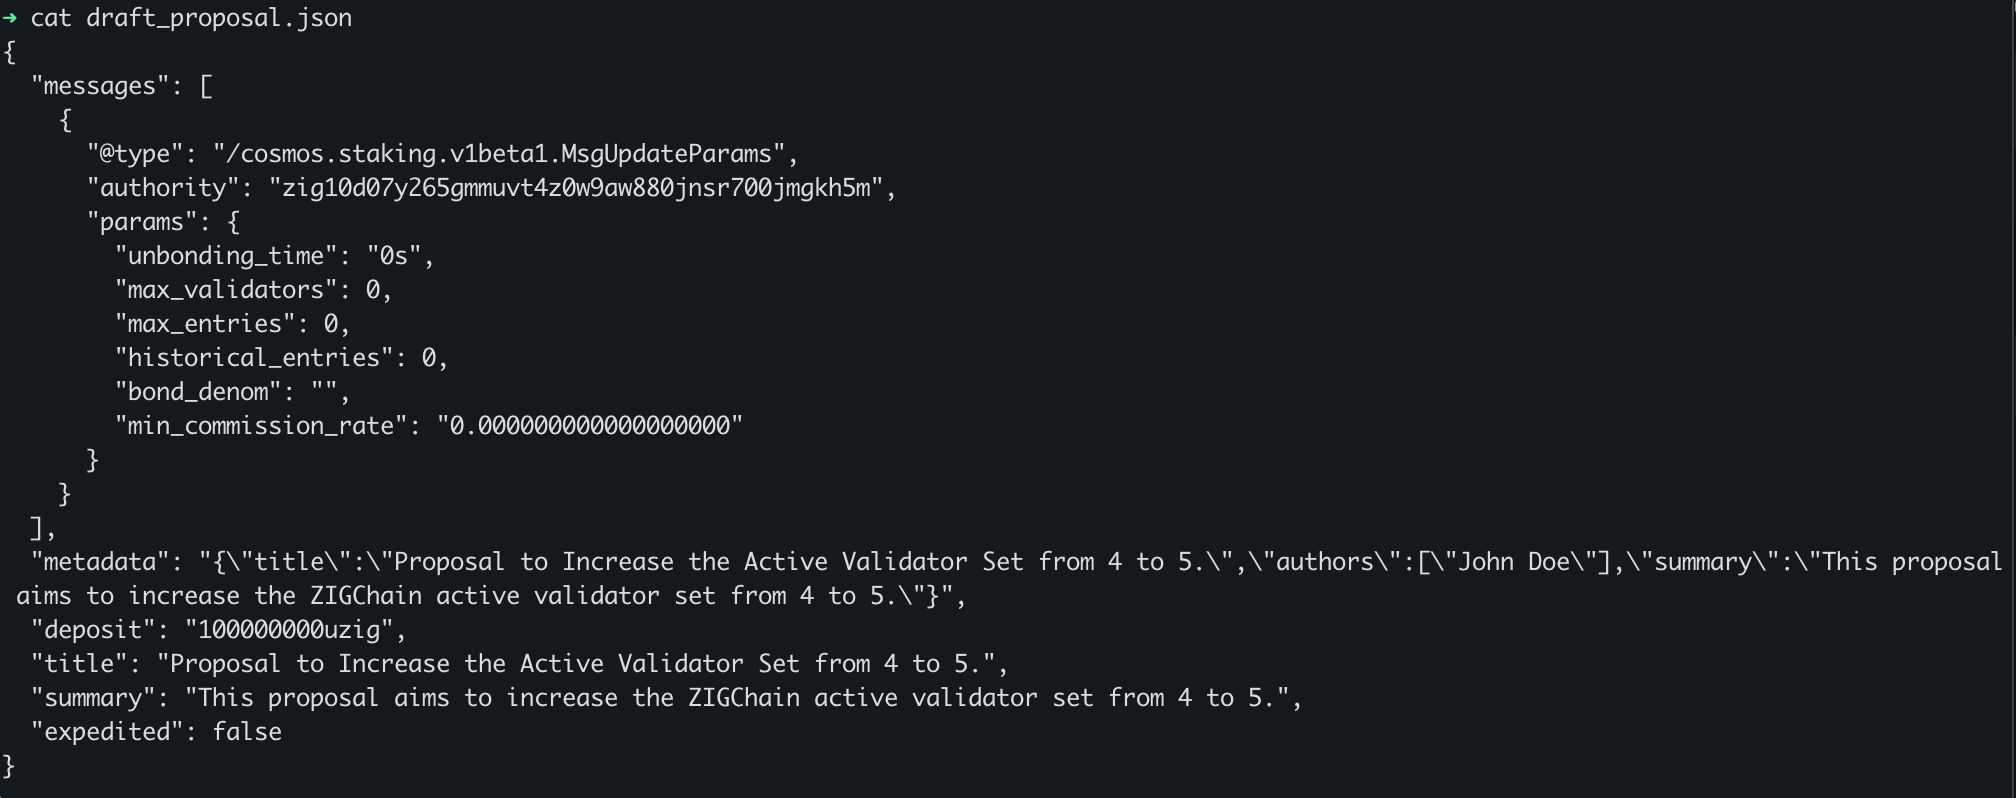 ➜ cat draft_proposal.json
{
  "messages": [
    {
      "@type": "/cosmos.staking.v1beta1.MsgUpdateParams",
      "authority": "zig10d07y265gmmuvt4z0w9aw880jnsr700jmgkh5m",
      "params": {
        "unbonding_time": "0s",
        "max_validators": 0,
        "max_entries": 0,
        "historical_entries": 0,
        "bond_denom": "",
        "min_commission_rate": "0.000000000000000000"
      }
    }
  ],
  "metadata": "{\"title\":\"Proposal to Increase the Active Validator Set from 4 to 5.\",\"authors\":[\"John Doe\"],\"summary\":\"This proposal
 aims to increase the ZIGChain active validator set from 4 to 5.\"}",
  "deposit": "100000000uzig",
  "title": "Proposal to Increase the Active Validator Set from 4 to 5.",
  "summary": "This proposal aims to increase the ZIGChain active validator set from 4 to 5.",
  "expedited": false
}